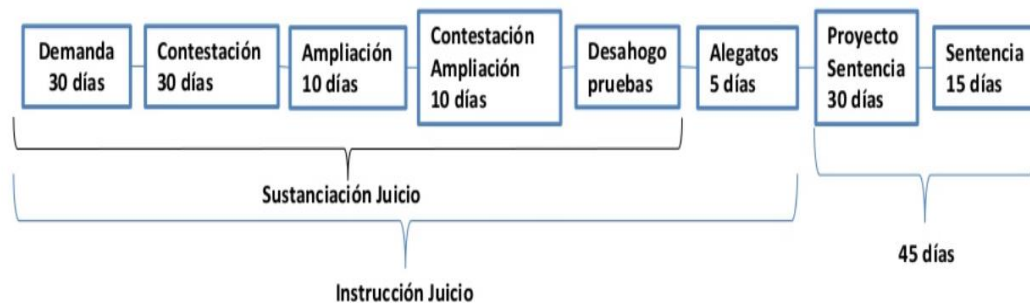 Demanda
30 días
Contestación
30 días
Ampliación
10 días
Contestación
Ampliación
10 días
Desahogo
pruebas
Alegatos
5 días
Proyecto
Sentencia
30 días
Sentencia
15 días
Sustanciación Juicio
45 días
Instrucción Juicio